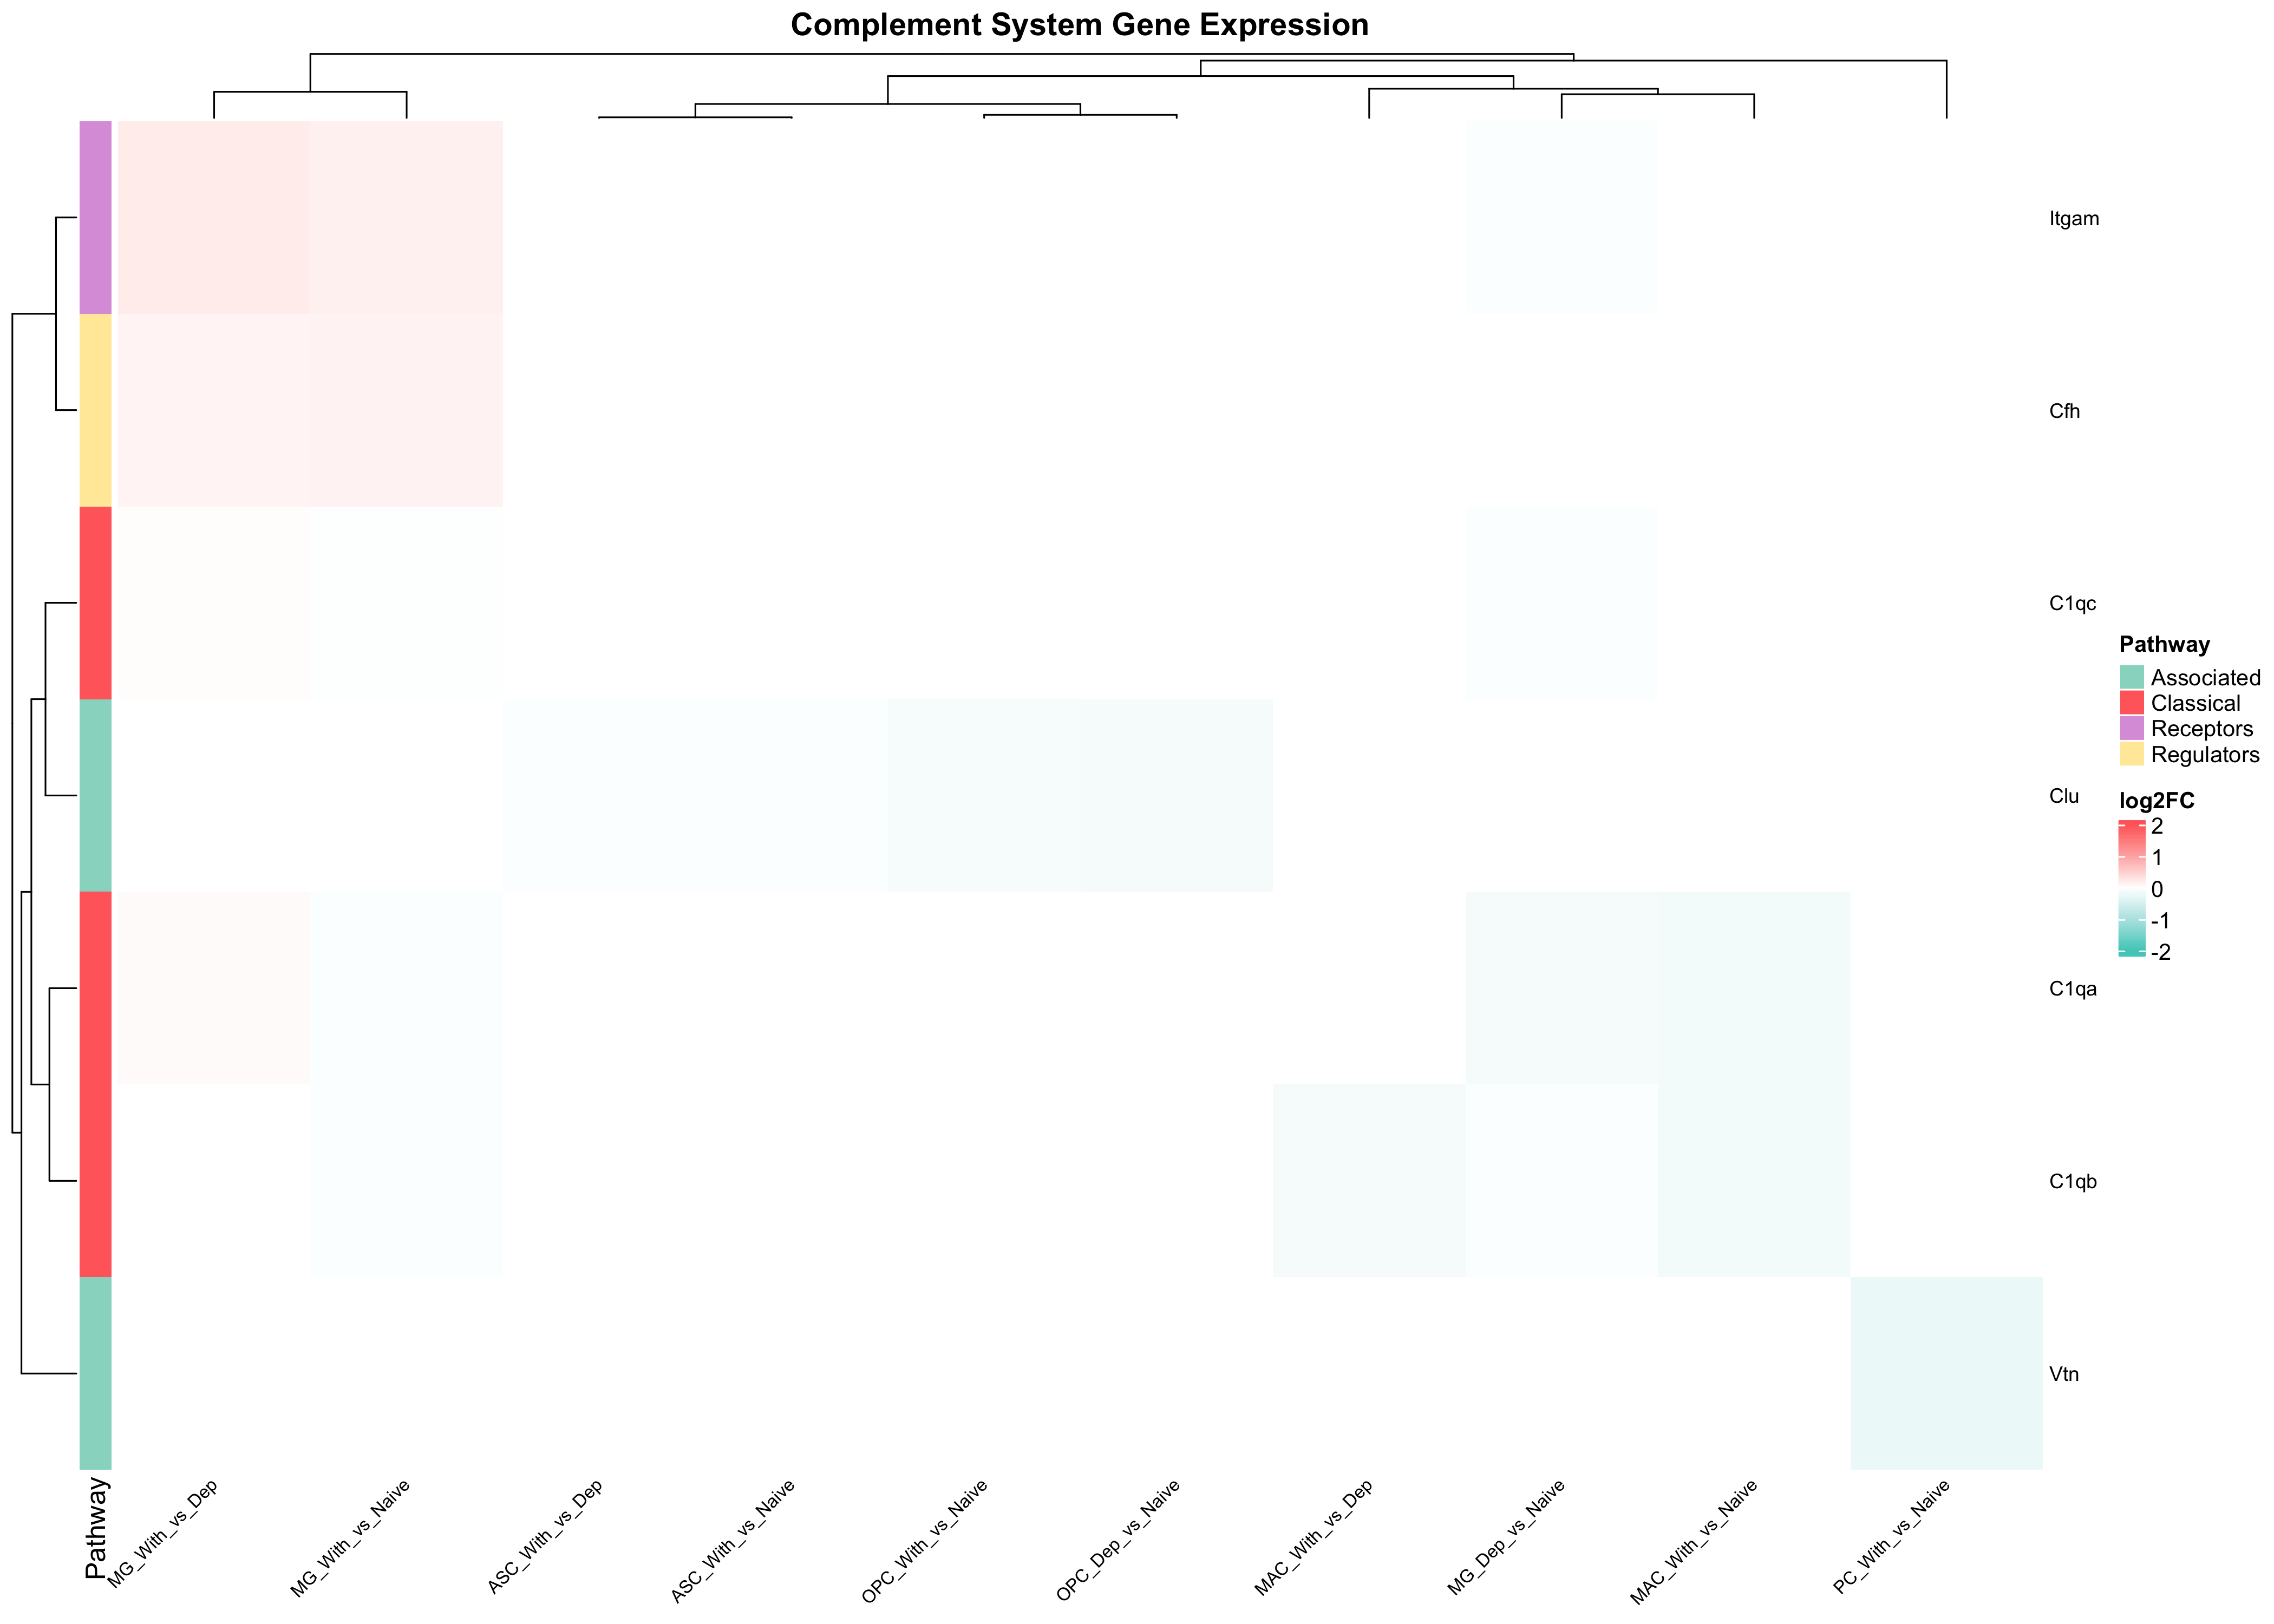 Complement System Gene Expression
Itgam
Cfh
C1qc
Clu
C1qa
C1qb
Vtn
Pathway
Associated
Classical
Receptors
Regulators
log2FC
2
1
0
-1
-2
Pathway
MG_With_vs_Dep
MG_With_vs_Naive
ASC_With_vs_Dep
ASC_With_vs_Naive
OPC_With_vs_Naive
OPC_Dep_vs_Naive
MAC_With_vs_Dep
MG_Dep_vs_Naive
MAC_With_vs_Naive
PC_With_vs_Naive